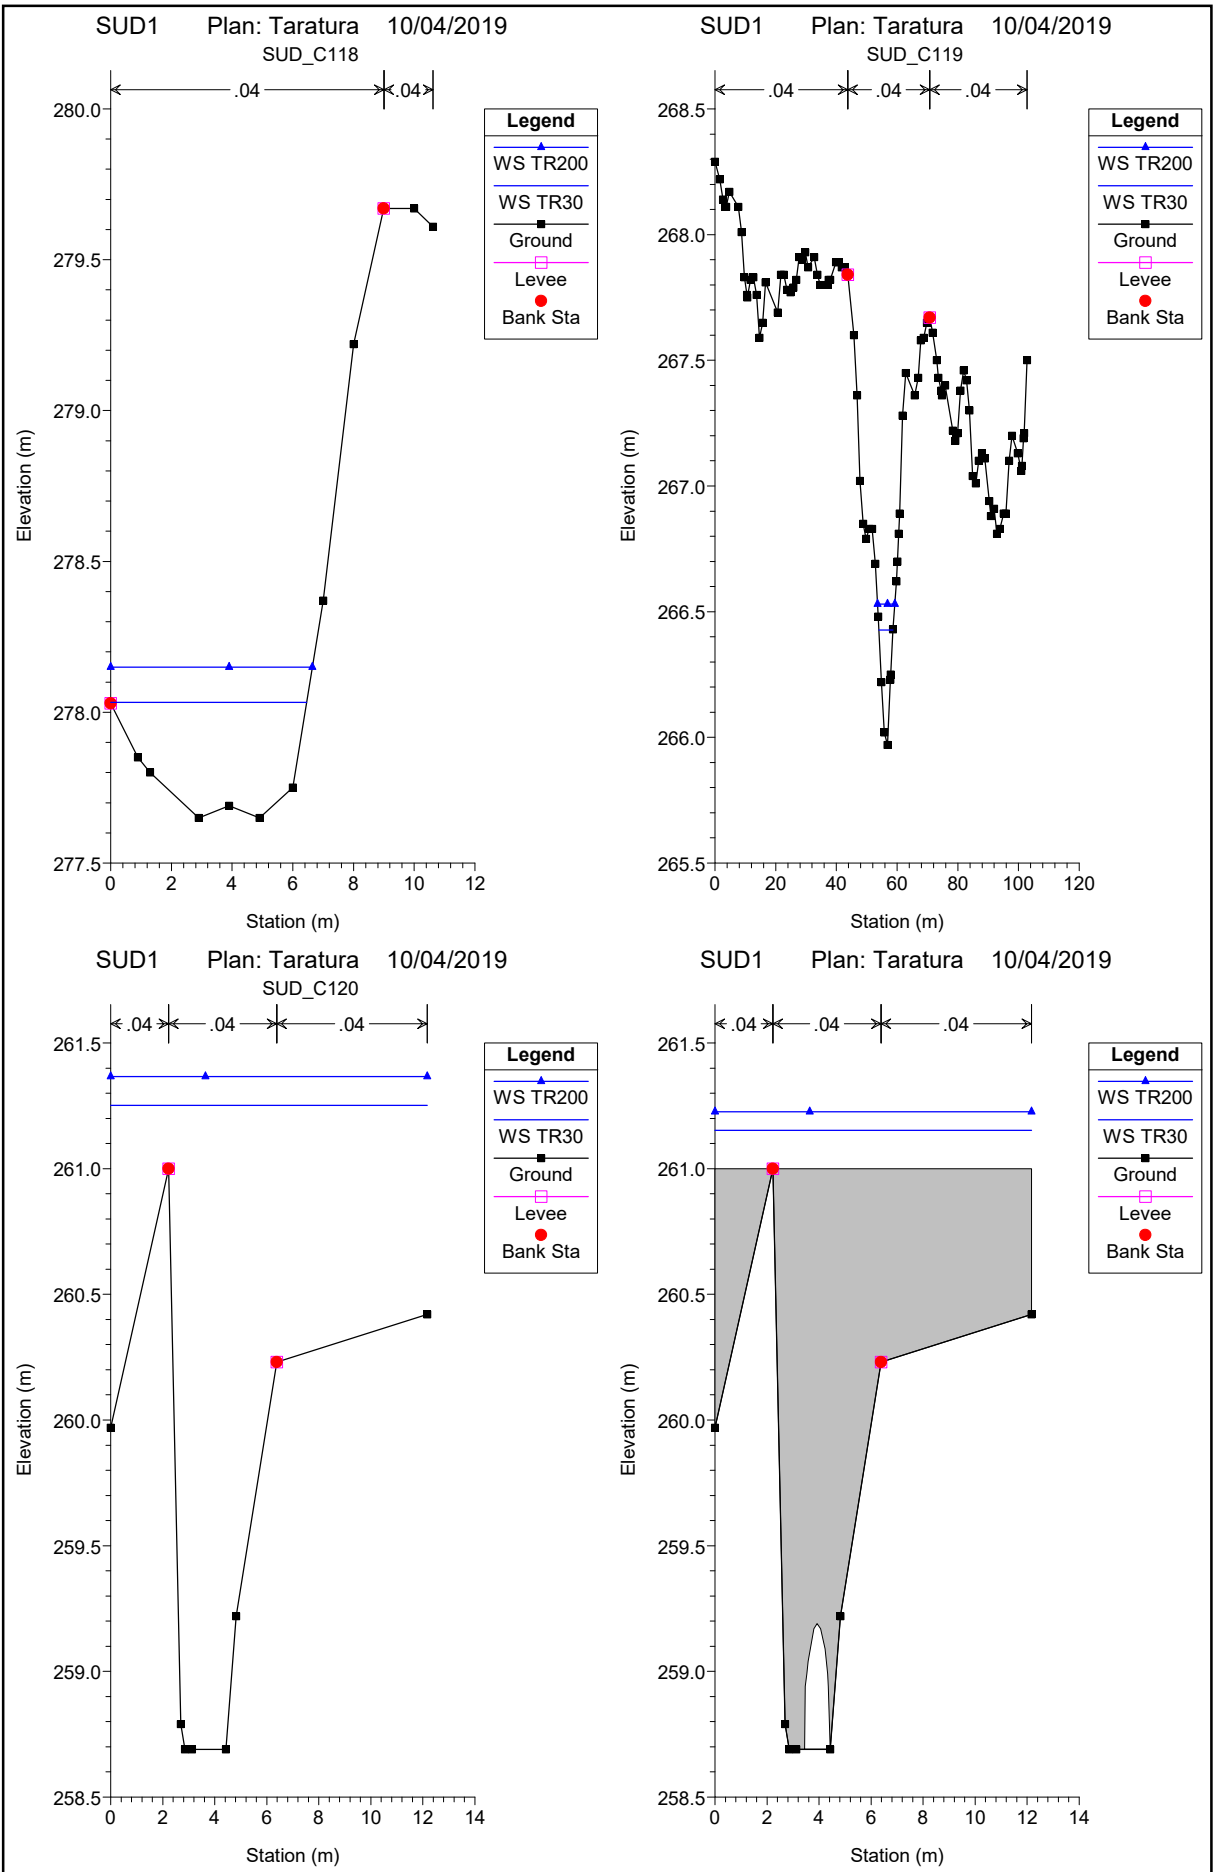 SUD1 Plan: Taratura 10/04/2019
SUD_C118
.04 .04
280.0
279.5
279.0
278.5
278.0
277.5
Elevation (m)
0 2 4 6 8 10 12
Station (m)
Legend
WS TR200
WS TR30
Ground
Levee
Bank Sta
SUD1 Plan: Taratura 10/04/2019
SUD_C119
.04 .04 .04
268.5
268.0
267.5
267.0
266.5
266.0
265.5
Elevation (m)
0 20 40 60 80 100 120
Station (m)
Legend
WS TR200
WS TR30
Ground
Levee
Bank Sta
SUD1 Plan: Taratura 10/04/2019
SUD_C120
.04 .04 .04
261.5
261.0
260.5
260.0
259.5
259.0
258.5
Elevation (m)
0 2 4 6 8 10 12 14
Station (m)
Legend
WS TR200
WS TR30
Ground
Levee
Bank Sta
SUD1 Plan: Taratura 10/04/2019
.04 .04 .04
261.5
261.0
260.5
260.0
259.5
259.0
258.5
Elevation (m)
0 2 4 6 8 10 12 14
Station (m)
Legend
WS TR200
WS TR30
Ground
Levee
Bank Sta